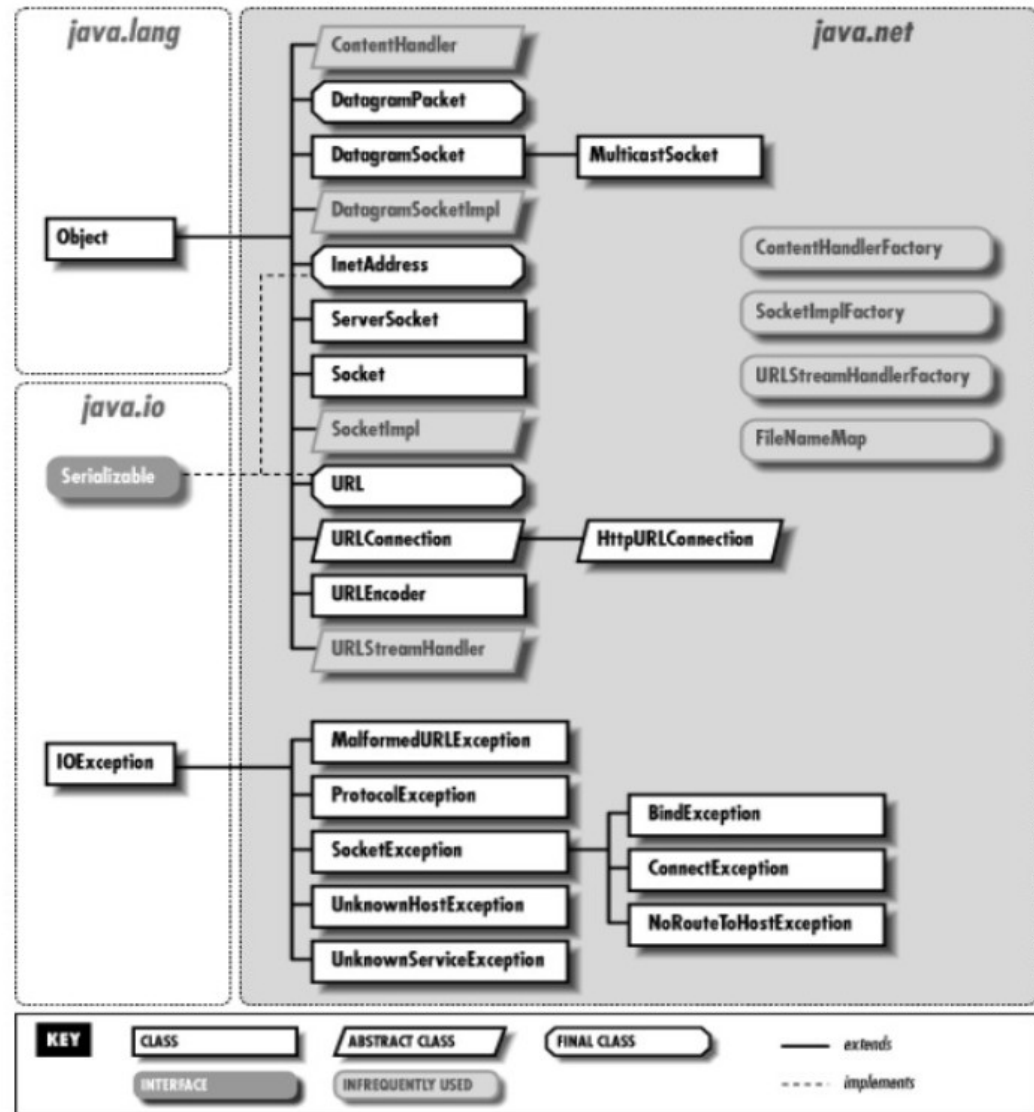 java.lang
java.net
ContentHandler
DatagramPacket
DatagramSocket
MulticastSocket
DatagramSocketImpl
Object
ContentHandlerFactory
InetAddress
SocketImplFactory
ServerSocket
Socket
URLStreamHandlerFactory
java.io
SocketImpl
FileNameMap
Serializable
URL
URLConnection
HttpURLConnection
URLEncoder
URLStreamHandler
MalformedURLException
IOException
ProtocolException
BindException
SocketException
ConnectException
UnknownHostException
NoRouteToHostException
UnknownServiceException
KEY
CLASS
ABSTRACT CLASS
FINAL CLASS
extends
INTERFACE
INFREQUENTLY USED
implements